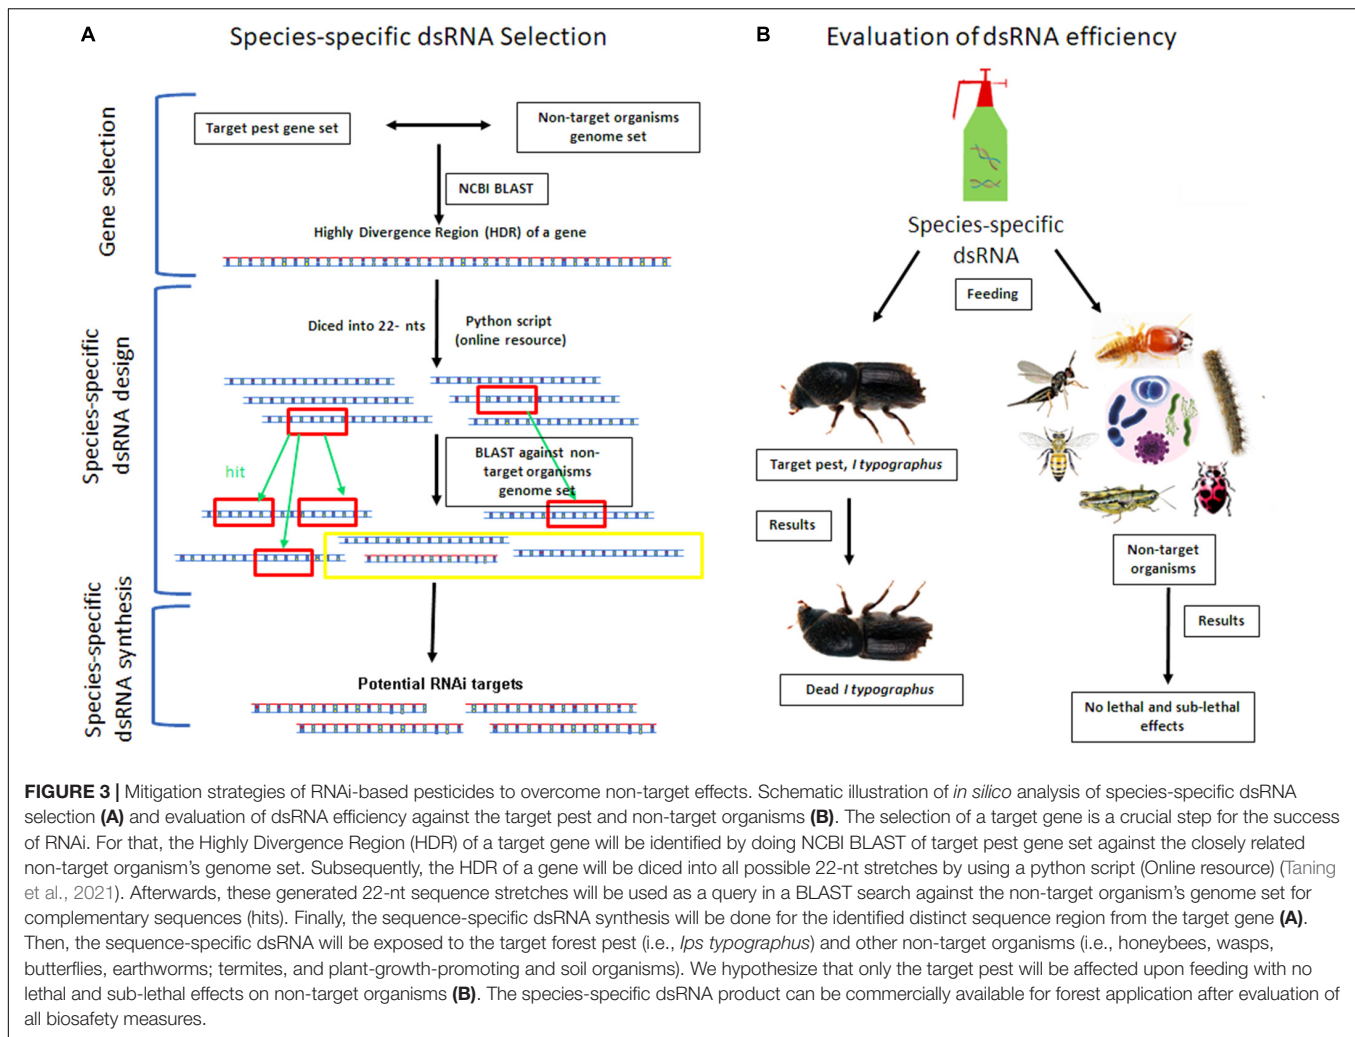 A
Species-specific dsRNA Selection
Gene selection
Target pest gene set
Non-target organisms
genome set
NCBI BLAST
Highly Divergence Region (HDR) of a gene
Species-specific
dsRNA design
Diced into 22- nts
Python script
(online resource)
hit
BLAST against non-
target organisms
genome set
Species-specific
dsRNA synthesis
Potential RNAi targets
B
Evaluation of dsRNA efficiency
Species-specific
dsRNA
Feeding
Target pest, I typographus
Results
Dead I typographus
Non-target
organisms
Results
No lethal and sub-lethal
effects
FIGURE 3 | Mitigation strategies of RNAi-based pesticides to overcome non-target effects. Schematic illustration of in silico analysis of species-specific dsRNA
selection (A) and evaluation of dsRNA efficiency against the target pest and non-target organisms (B). The selection of a target gene is a crucial step for the success
of RNAi. For that, the Highly Divergence Region (HDR) of a target gene will be identified by doing NCBI BLAST of target pest gene set against the closely related
non-target organism's genome set. Subsequently, the HDR of a gene will be diced into all possible 22-nt stretches by using a python script (Online resource) (Taning
et al., 2021). Afterwards, these generated 22-nt sequence stretches will be used as a query in a BLAST search against the non-target organism's genome set for
complementary sequences (hits). Finally, the sequence-specific dsRNA synthesis will be done for the identified distinct sequence region from the target gene (A).
Then, the sequence-specific dsRNA will be exposed to the target forest pest (i.e., Ips typographus) and other non-target organisms (i.e., honeybees, wasps,
butterflies, earthworms; termites, and plant-growth-promoting and soil organisms). We hypothesize that only the target pest will be affected upon feeding with no
lethal and sub-lethal effects on non-target organisms (B). The species-specific dsRNA product can be commercially available for forest application after evaluation of
all biosafety measures.